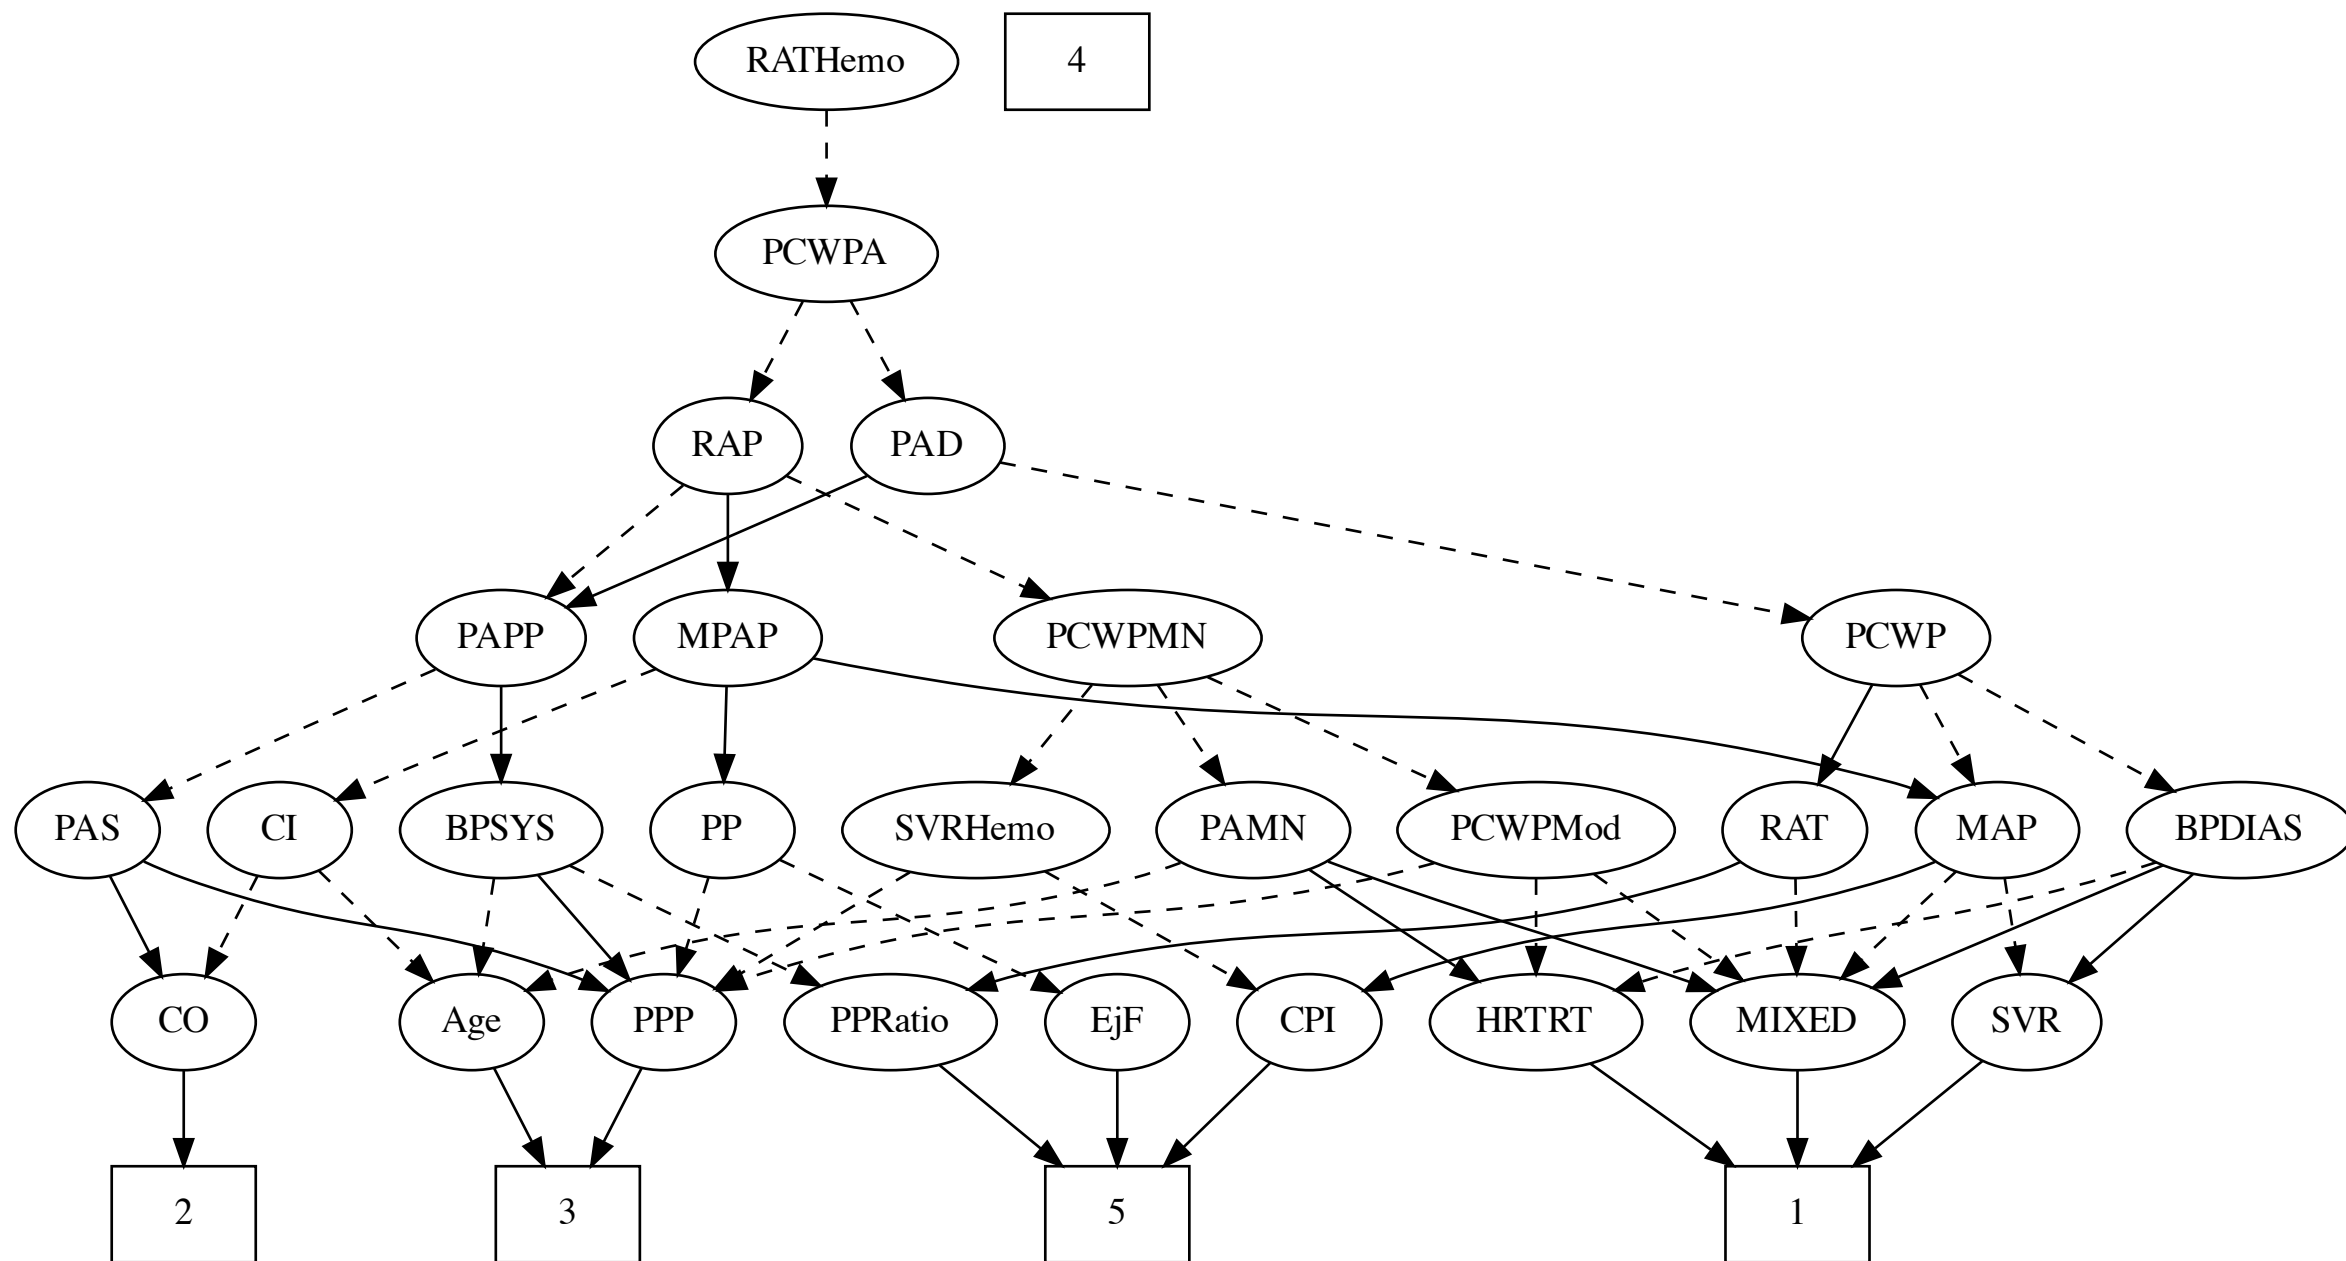 RATHemo
4
PCWPA
RAP
PAD
PAPP
MPAP
PCWPMN
PCWP
PAS
CI
BPSYS
PP
SVRHemo
PAMN
PCWPMod
RAT
MAP
BPDIAS
CO
Age
PPP
PPRatio
EjF
CPI
HRTRT
MIXED
SVR
2
3
5
1